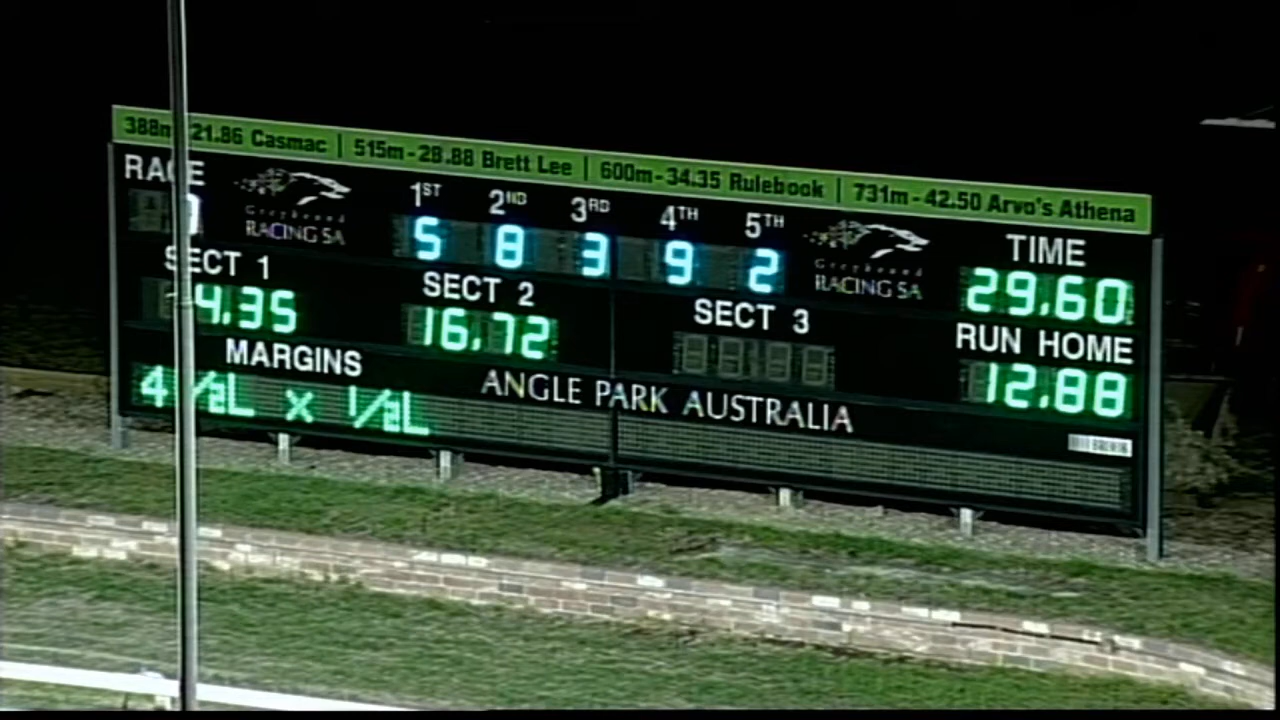 388m-21.86 Casmac | 515m-28.88 Brett Lee | 600m-34.35 Rulebook | 731m-42.50 Arvo's Athena
RACE
Greyhound
RACING SA
1ST 2ND 3RD 4TH 5TH
5 8 3 9 2
Greyhound
RACING SA
TIME
29.60
SECT 1
4.35
SECT 2
16.72
SECT 3
RUN HOME
12.88
MARGINS
4 1/2L x 1/2L
ANGLE PARK AUSTRALIA